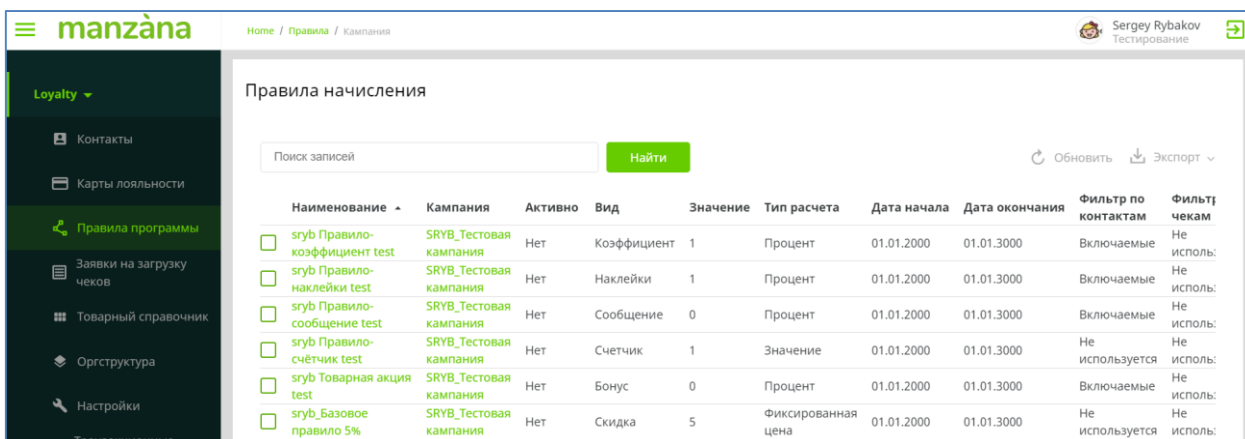 manzàna
Home / Правила / Кампания
Sergey Rybakov
Тестирование
Loyalty
Контакты
Карты лояльности
Правила программы
Заявки на загрузку
чеков
Товарный справочник
Оргструктура
Настройки
Правила начисления
Поиск записей
Найти
Обновить
Экспорт
Наименование Кампания Активно Вид Значение Тип расчета Дата начала Дата окончания Фильтр по контактам Фильтр чекам
sryb Правило-коэффициент test SRYB_Тестовая кампания Нет Коэффициент 1 Процент 01.01.2000 01.01.3000 Включаемые Не исполь
sryb Правило-наклейки test SRYB_Тестовая кампания Нет Наклейки 1 Процент 01.01.2000 01.01.3000 Включаемые Не исполь
sryb Правило-сообщение test SRYB_Тестовая кампания Нет Сообщение 0 Процент 01.01.2000 01.01.3000 Включаемые Не исполь
sryb Правило-счётчик test SRYB_Тестовая кампания Нет Счетчик 1 Значение 01.01.2000 01.01.3000 Не используется Не исполь
sryb Товарная акция test SRYB_Тестовая кампания Нет Бонус 0 Процент 01.01.2000 01.01.3000 Включаемые Не исполь
sryb_Базовое правило 5% SRYB_Тестовая кампания Нет Скидка 5 Фиксированная цена 01.01.2000 01.01.3000 Не используется Не исполь